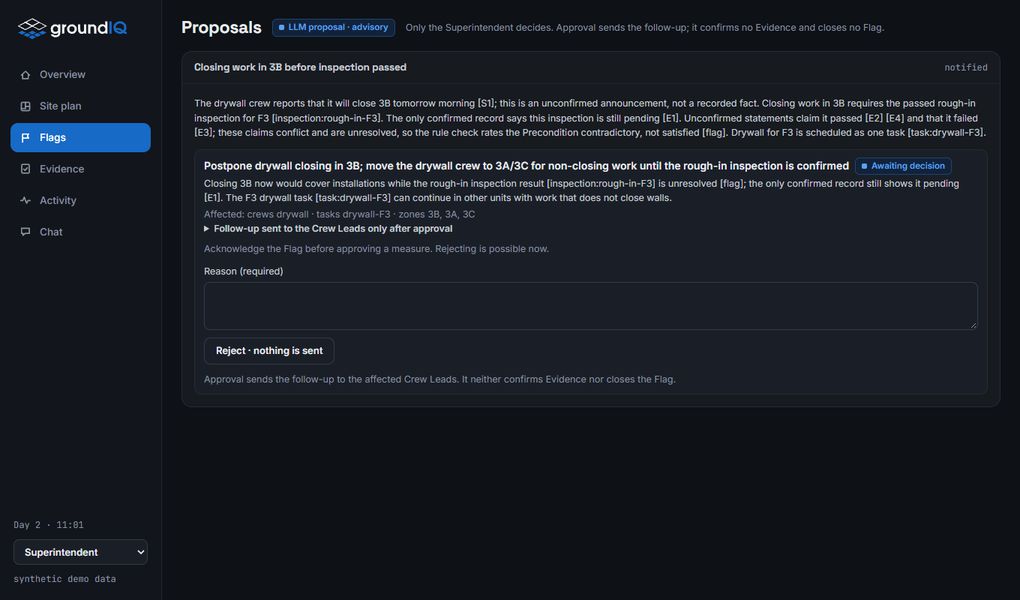 groundIQ
Overview
Site plan
Flags
Evidence
Activity
Chat
Day 2 · 11:01
Superintendent
synthetic demo data
Proposals
LLM proposal · advisory
Only the Superintendent decides. Approval sends the follow-up; it confirms no Evidence and closes no Flag.
Closing work in 3B before inspection passed
notified
The drywall crew reports that it will close 3B tomorrow morning [S1]; this is an unconfirmed announcement, not a recorded fact. Closing work in 3B requires the passed rough-in
inspection for F3 [inspection:rough-in-F3]. The only confirmed record says this inspection is still pending [E1]. Unconfirmed statements claim it passed [E2] [E4] and that it failed
[E3]; these claims conflict and are unresolved, so the rule check rates the Precondition contradictory, not satisfied [flag]. Drywall for F3 is scheduled as one task [task:drywall-F3].
Postpone drywall closing in 3B; move the drywall crew to 3A/3C for non-closing work until the rough-in inspection is confirmed
Awaiting decision
Closing 3B now would cover installations while the rough-in inspection result [inspection:rough-in-F3] is unresolved [flag]; the only confirmed record still shows it pending
[E1]. The F3 drywall task [task:drywall-F3] can continue in other units with work that does not close walls.
Affected: crews drywall · tasks drywall-F3 · zones 3B, 3A, 3C
Follow-up sent to the Crew Leads only after approval
Acknowledge the Flag before approving a measure. Rejecting is possible now.
Reason (required)
Reject · nothing is sent
Approval sends the follow-up to the affected Crew Leads. It neither confirms Evidence nor closes the Flag.